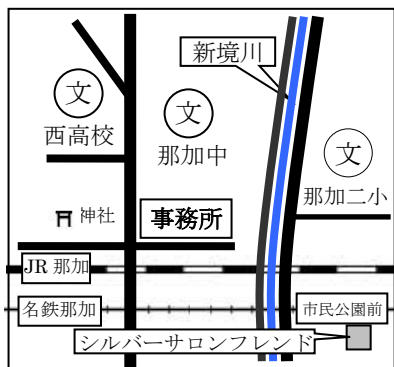 新境川
文
西高校
文
那加中
文
那加二小
神社
事務所
JR 那加
名鉄那加
市民公園前
シルバーサロンフレンド